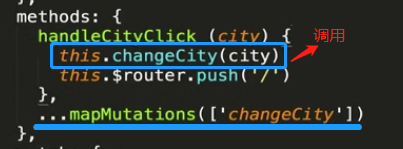 methods: {
handleCityClick (city) {
this.changeCity(city)
调用
this.$router.push('/')
},
...mapMutations(['changeCity'])
},